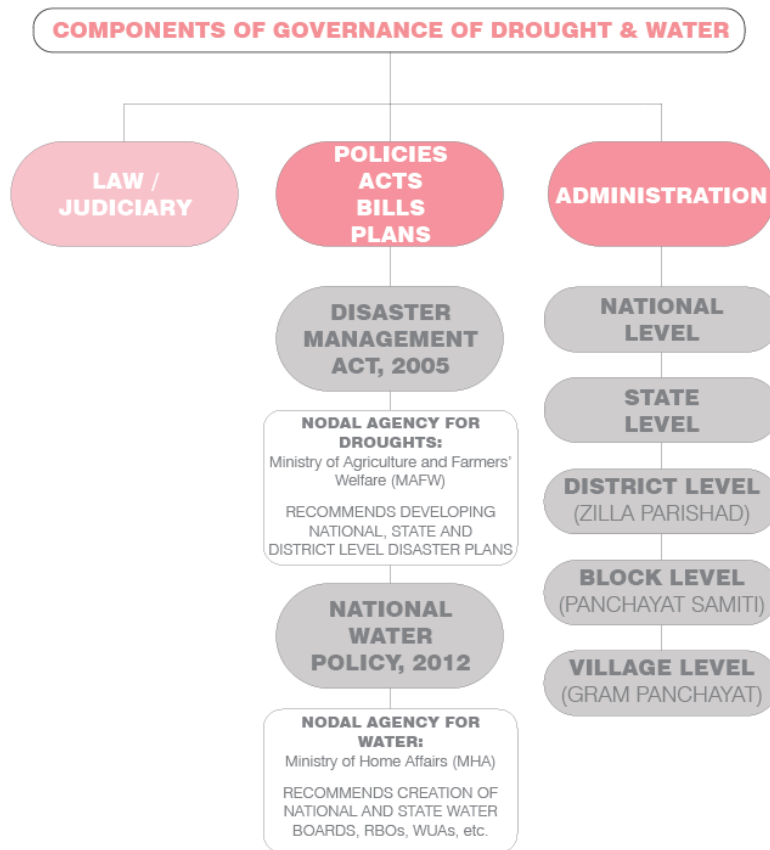 COMPONENTS OF GOVERNANCE OF DROUGHT & WATER
LAW /
JUDICIARY
POLICIES
ACTS
BILLS
PLANS
DISASTER
MANAGEMENT
ACT, 2005
NODAL AGENCY FOR
DROUGHTS:
Ministry of Agriculture and Farmers'
Welfare (MAFW)
RECOMMENDS DEVELOPING
NATIONAL, STATE AND
DISTRICT LEVEL DISASTER PLANS
NATIONAL
WATER
POLICY, 2012
NODAL AGENCY FOR
WATER:
Ministry of Home Affairs (MHA)
RECOMMENDS CREATION OF
NATIONAL AND STATE WATER
BOARDS, RBOs, WUAs, etc.
ADMINISTRATION
NATIONAL
LEVEL
STATE
LEVEL
DISTRICT LEVEL
(ZILLA PARISHAD)
BLOCK LEVEL
(PANCHAYAT SAMITI)
VILLAGE LEVEL
(GRAM PANCHAYAT)